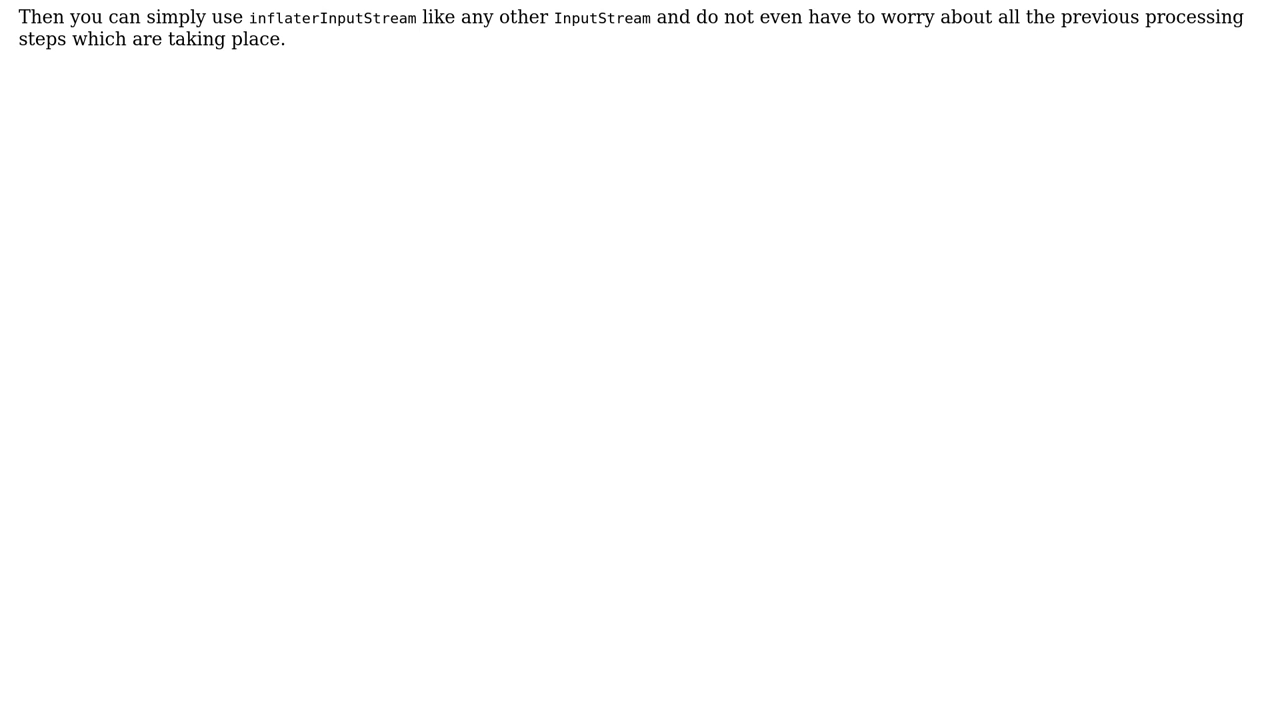 Then you can simply use inflaterInputStream like any other InputStream and do not even have to worry about all the previous processing
steps which are taking place.